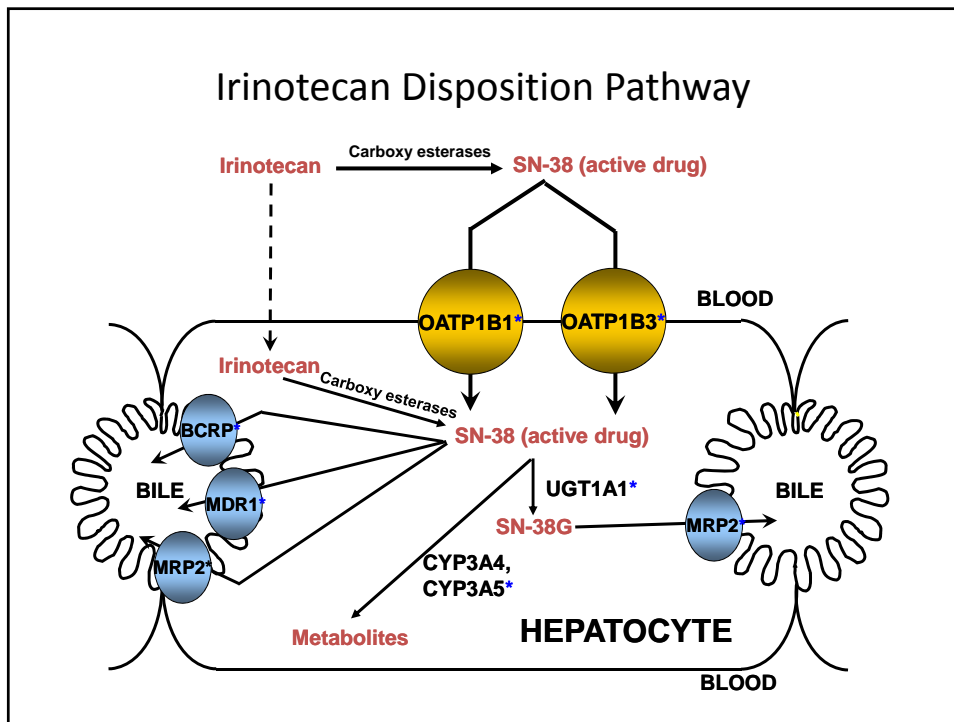 Irinotecan Disposition Pathway
Carboxy esterases
Irinotecan
SN-38 (active drug)
BLOOD
OATP1B1*
OATP1B3*
Irinotecan
Carboxy esterases
BCRP*
SN-38 (active drug)
BILE
MDR1*
UGT1A1*
BILE
SN-38G
MRP2*
MRP2*
CYP3A4,
CYP3A5*
Metabolites
HEPATOCYTE
BLOOD